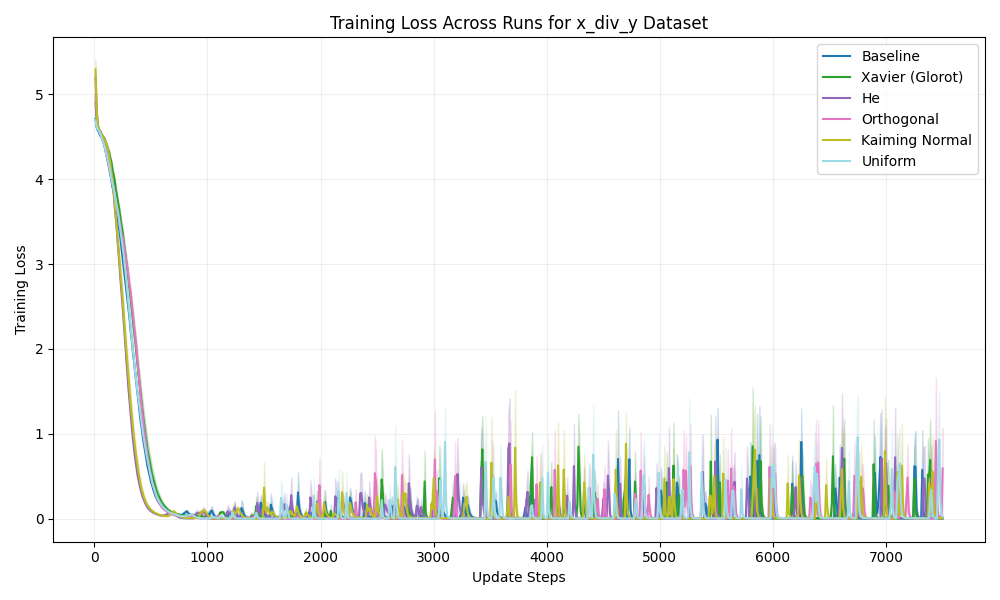 Training Loss Across Runs for x_div_y Dataset
Training Loss
5
4
3
2
1
0
Baseline
Xavier (Glorot)
He
Orthogonal
Kaiming Normal
Uniform
0 1000 2000 3000 4000 5000 6000 7000
Update Steps